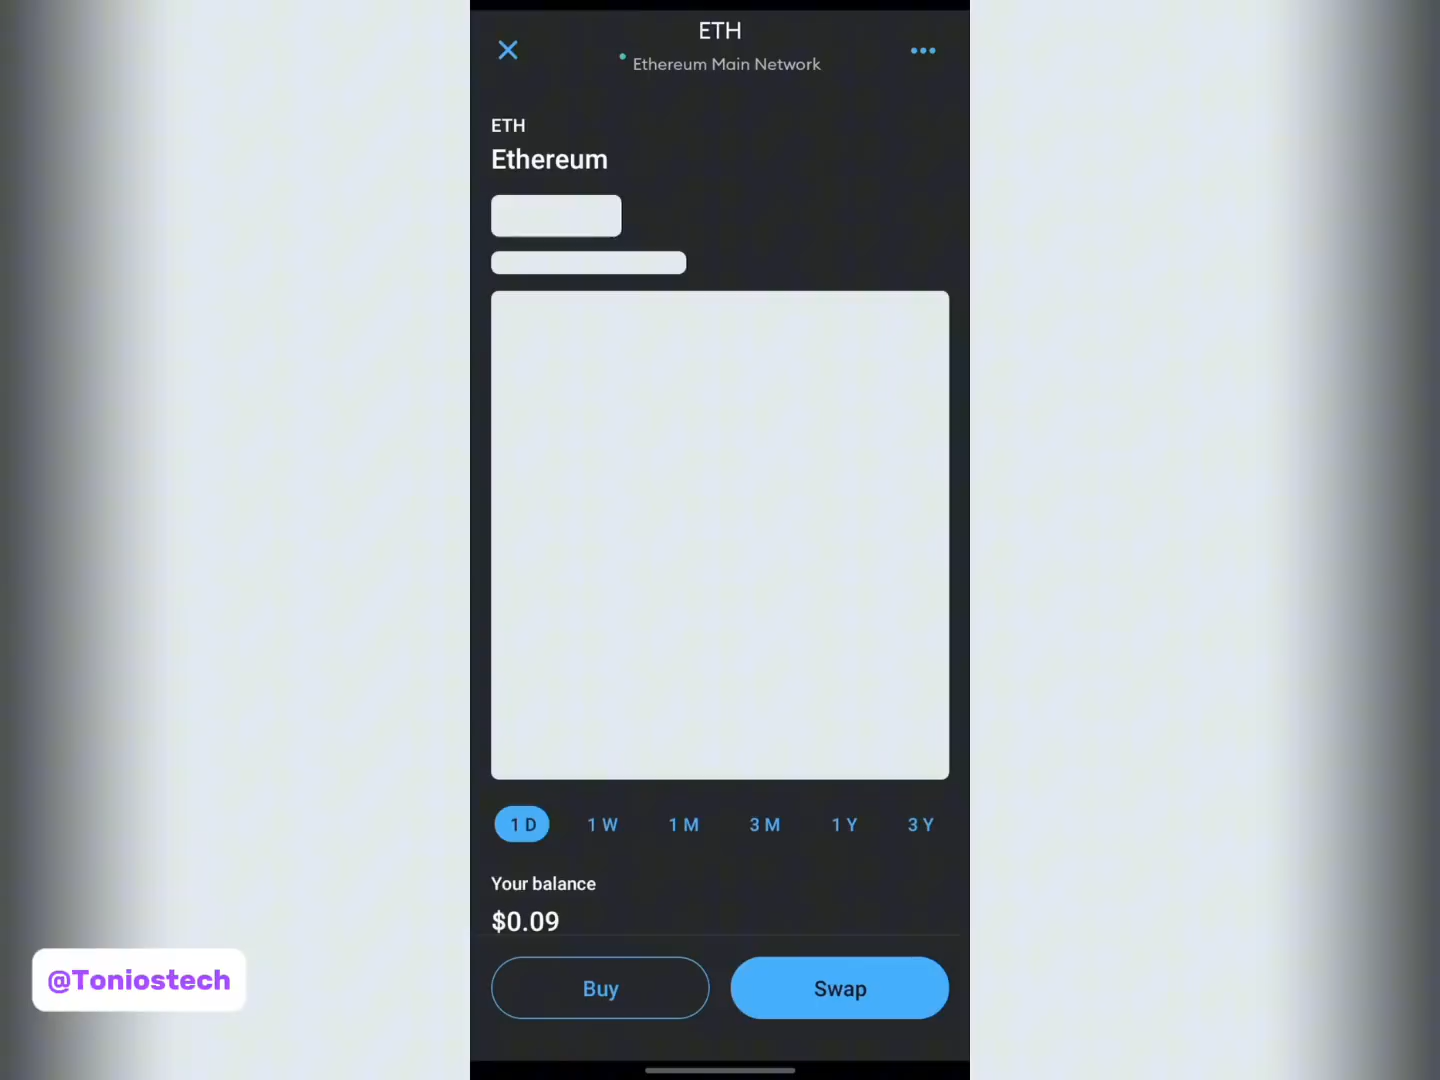 ETH
Ethereum Main Network
ETH
Ethereum
1 D
1 W
1 M
3 M
1 Y
3 Y
Your balance
$0.09
Buy
Swap
@Toniostech